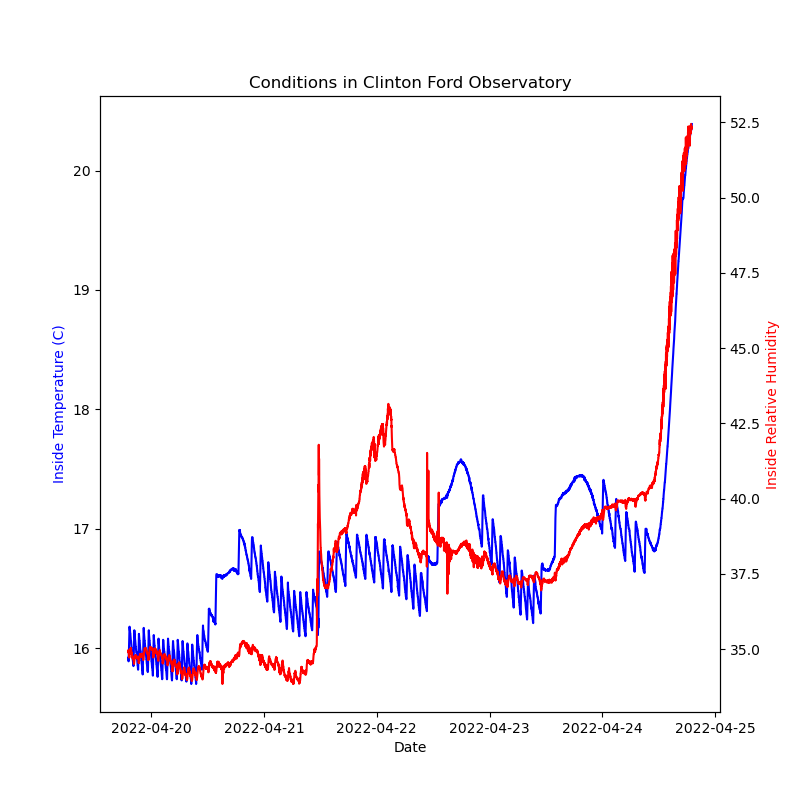 Conditions in Clinton Ford Observatory
Inside Temperature (C)
20
19
18
17
16
52.5
50.0
47.5
45.0
42.5
40.0
37.5
35.0
Inside Relative Humidity
2022-04-20 2022-04-21 2022-04-22 2022-04-23 2022-04-24 2022-04-25
Date